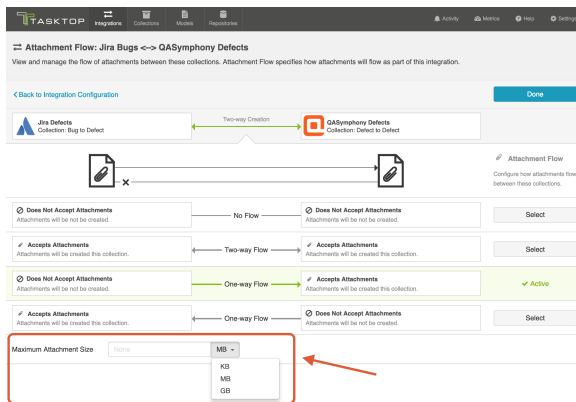 TASKTOP
Integrations
Collections
Models
Repositories
Activity
Metrics
Help
Settings
Attachment Flow: Jira Bugs <--> QASymphony Defects
View and manage the flow of attachments between these collections. Attachment Flow specifies how attachments will flow as part of this integration.
Back to Integration Configuration
Done
Jira Defects
Collection: Bug to Defect
Two-way Creation
QASymphony Defects
Collection: Defect to Defect
Attachment Flow
Configure how attachments flow
between these collections.
Does Not Accept Attachments
Attachments will be not be created.
No Flow
Does Not Accept Attachments
Attachments will be not be created.
Select
Accepts Attachments
Attachments will be created this collection.
Two-way Flow
Accepts Attachments
Attachments will be created this collection.
Select
Does Not Accept Attachments
Attachments will be not be created.
One-way Flow
Accepts Attachments
Attachments will be created this collection.
Active
Accepts Attachments
Attachments will be created this collection.
One-way Flow
Does Not Accept Attachments
Attachments will be not be created.
Select
Maximum Attachment Size
None
MB
KB
MB
GB